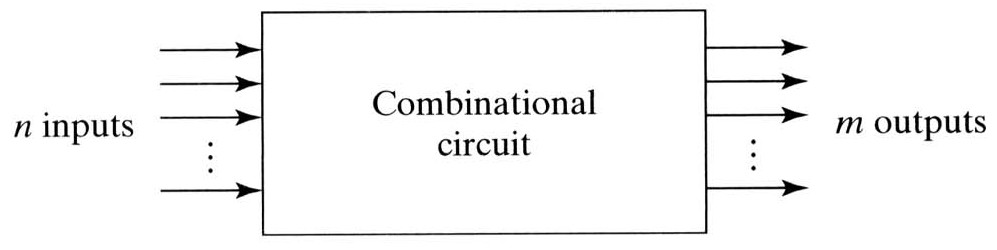 n inputs
Combinational
circuit
m outputs